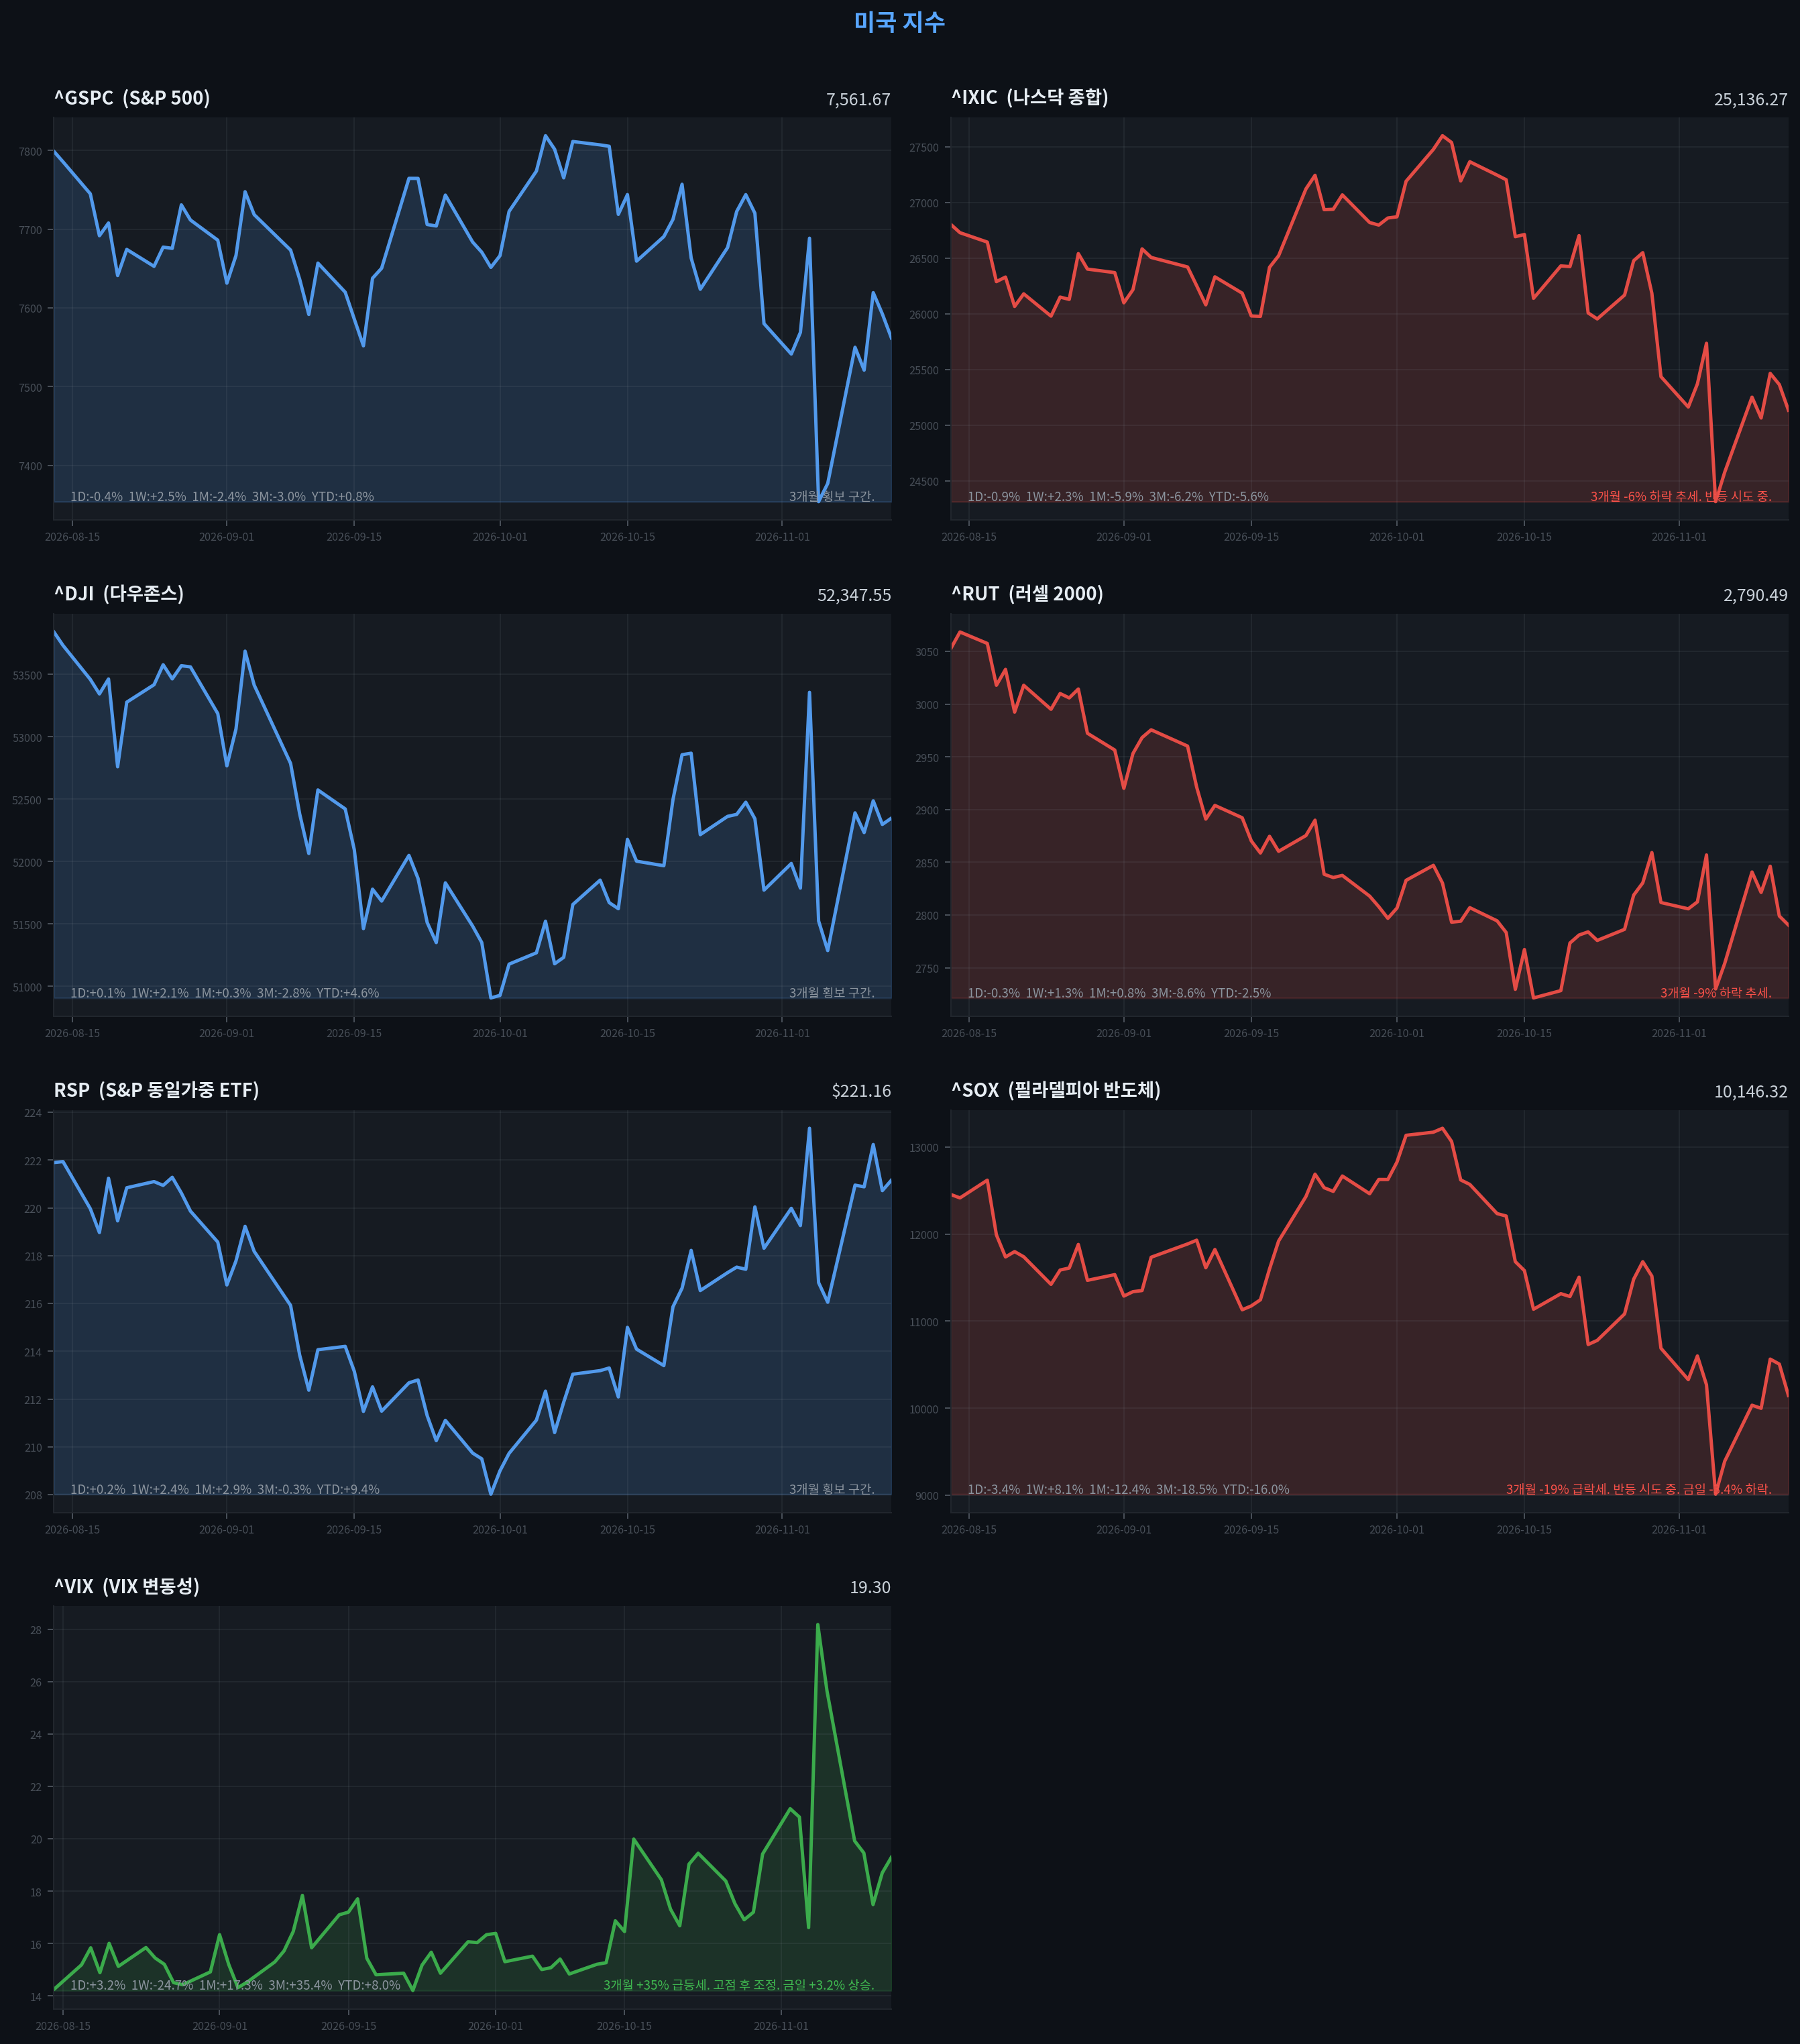 미국 지수
^GSPC (S&P 500)
7,561.67
7800
7700
7600
7500
7400
1D:-0.4% 1W:+2.5% 1M:-2.4% 3M:-3.0% YTD:+0.8%
3개월 횡보 구간.
2026-08-15 2026-09-01 2026-09-15 2026-10-01 2026-10-15 2026-11-01
^IXIC (나스닥 종합)
25,136.27
27500
27000
26500
26000
25500
25000
24500
1D:-0.9% 1W:+2.3% 1M:-5.9% 3M:-6.2% YTD:-5.6%
3개월 -6% 하락 추세. 반등 시도 중.
2026-08-15 2026-09-01 2026-09-15 2026-10-01 2026-10-15 2026-11-01
^DJI (다우존스)
52,347.55
53500
53000
52500
52000
51500
51000
1D:+0.1% 1W:+2.1% 1M:+0.3% 3M:-2.8% YTD:+4.6%
3개월 횡보 구간.
2026-08-15 2026-09-01 2026-09-15 2026-10-01 2026-10-15 2026-11-01
^RUT (러셀 2000)
2,790.49
3050
3000
2950
2900
2850
2800
2750
1D:-0.3% 1W:+1.3% 1M:+0.8% 3M:-8.6% YTD:-2.5%
3개월 -9% 하락 추세.
2026-08-15 2026-09-01 2026-09-15 2026-10-01 2026-10-15 2026-11-01
RSP (S&P 동일가중 ETF)
$221.16
224
222
220
218
216
214
212
210
208
1D:+0.2% 1W:+2.4% 1M:+2.9% 3M:-0.3% YTD:+9.4%
3개월 횡보 구간.
2026-08-15 2026-09-01 2026-09-15 2026-10-01 2026-10-15 2026-11-01
^SOX (필라델피아 반도체)
10,146.32
13000
12000
11000
10000
9000
1D:-3.4% 1W:+8.1% 1M:-12.4% 3M:-18.5% YTD:-16.0%
3개월 -19% 급락세. 반등 시도 중. 금일 -3.4% 하락.
2026-08-15 2026-09-01 2026-09-15 2026-10-01 2026-10-15 2026-11-01
^VIX (VIX 변동성)
19.30
28
26
24
22
20
18
16
14
1D:+3.2% 1W:-24.7% 1M:+17.3% 3M:+35.4% YTD:+8.0%
3개월 +35% 급등세. 고점 후 조정. 금일 +3.2% 상승.
2026-08-15 2026-09-01 2026-09-15 2026-10-01 2026-10-15 2026-11-01